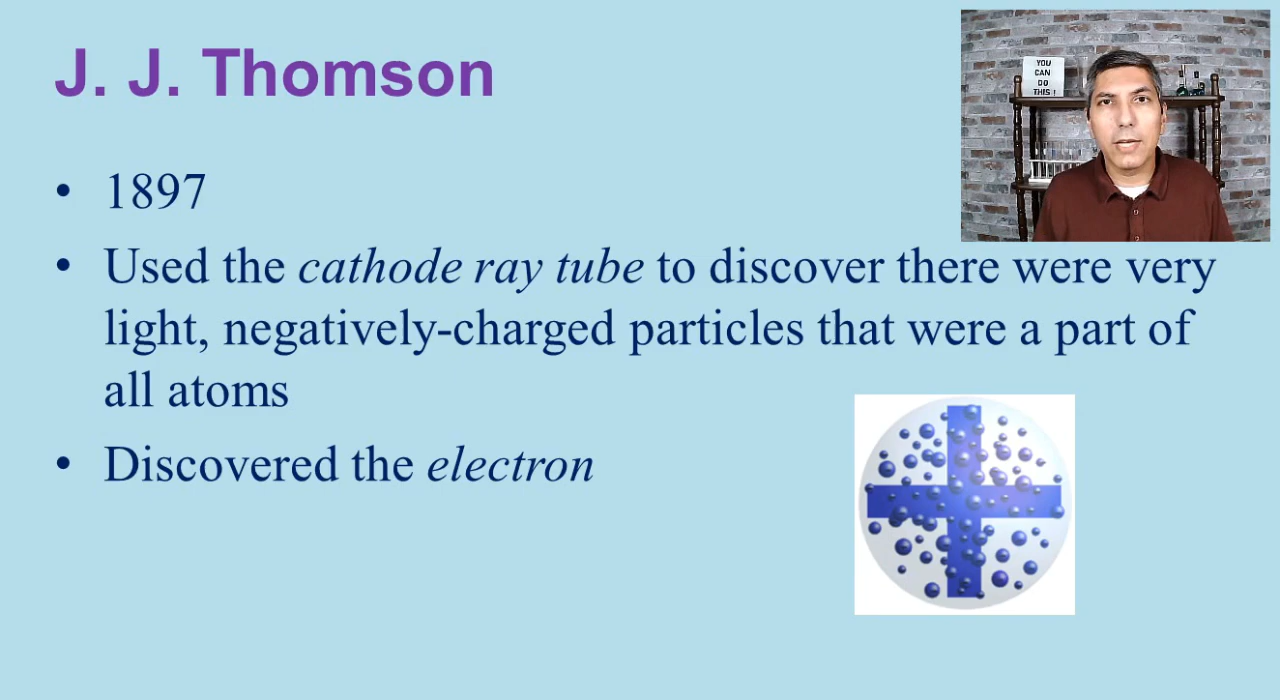 J. J. Thomson
YOU
CAN
DO
THIS !
• 1897
• Used the cathode ray tube to discover there were very
light, negatively-charged particles that were a part of
all atoms
• Discovered the electron